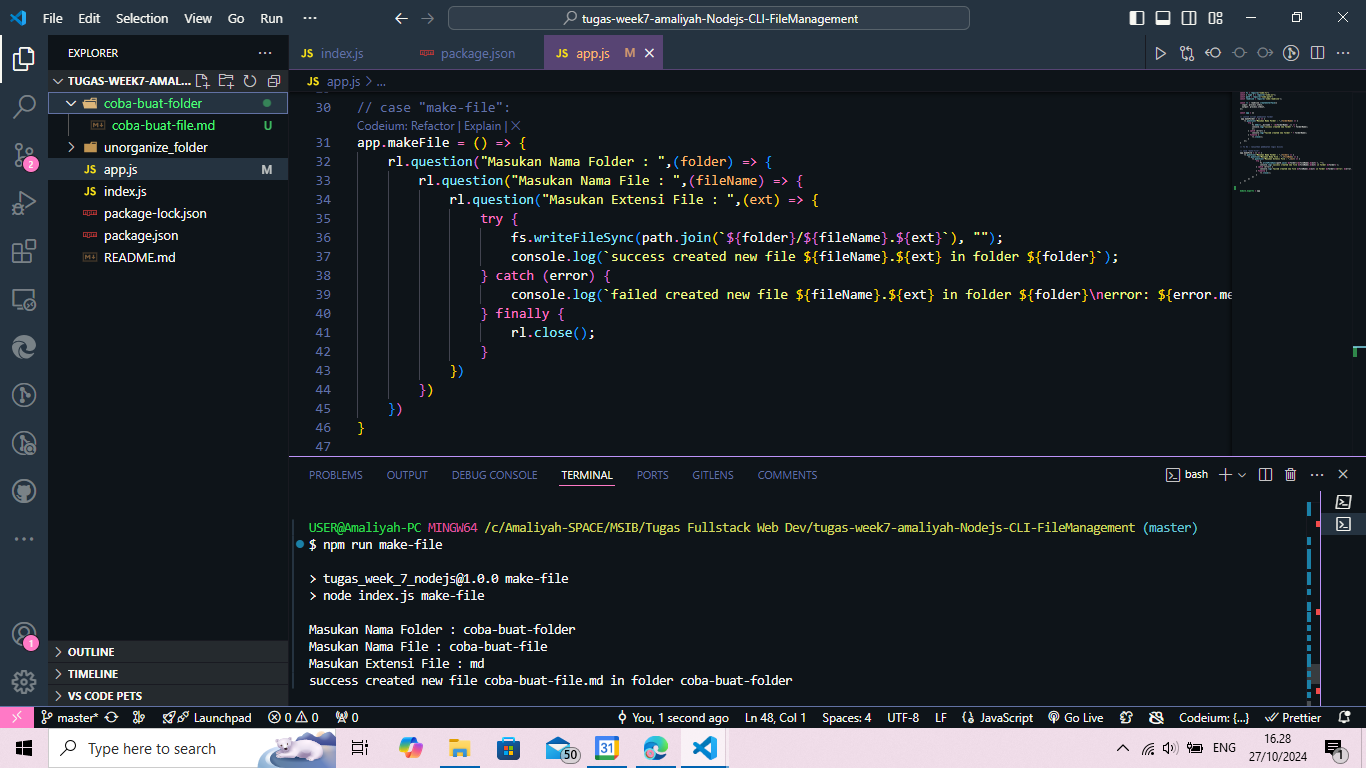 File Edit Selection View Go Run ··· tugas-week7-amaliyah-Nodejs-CLI-FileManagement
EXPLORER ···
TUGAS-WEEK7-AMAL...
coba-buat-folder
coba-buat-file.md U
unorganize_folder
JS app.js M
JS index.js
package-lock.json
package.json
README.md
OUTLINE
TIMELINE
VS CODE PETS
2
1
JS index.js package.json JS app.js M
JS app.js > ...
30 // case "make-file":
Codeium: Refactor | Explain | X
31 app.makeFile = () => {
32 rl.question("Masukan Nama Folder : ",(folder) => {
33 rl.question("Masukan Nama File : ",(fileName) => {
34 rl.question("Masukan Extensi File : ",(ext) => {
35 try {
36 fs.writeFileSync(path.join(`${folder}/${fileName}.${ext}`), "");
37 console.log(`success created new file ${fileName}.${ext} in folder ${folder}`);
38 } catch (error) {
39 console.log(`failed created new file ${fileName}.${ext} in folder ${folder}\nerror: ${error.me
40 } finally {
41 rl.close();
42 }
43 })
44 })
45 })
46 }
47
PROBLEMS OUTPUT DEBUG CONSOLE TERMINAL PORTS GITLENS COMMENTS bash
USER@Amaliyah-PC MINGW64 /c/Amaliyah-SPACE/MSIB/Tugas Fullstack Web Dev/tugas-week7-amaliyah-Nodejs-CLI-FileManagement (master)
$ npm run make-file
> tugas_week_7_nodejs@1.0.0 make-file
> node index.js make-file
Masukan Nama Folder : coba-buat-folder
Masukan Nama File : coba-buat-file
Masukan Extensi File : md
success created new file coba-buat-file.md in folder coba-buat-folder
master* Launchpad 0 0 0 You, 1 second ago Ln 48, Col 1 Spaces: 4 UTF-8 LF {} JavaScript Go Live Codeium: {...} Prettier
Type here to search 50 31 ENG 16.28
27/10/2024 1